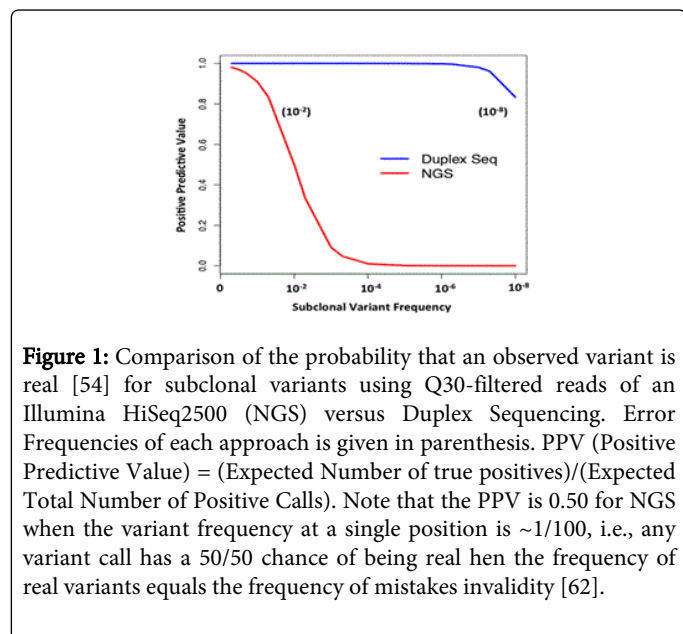 1.0
0.8
0.6
0.4
0.2
0.0
Positive Predictive Value
(10⁻²)
(10⁻⁸)
Duplex Seq
NGS
0
10⁻²
10⁻⁴
10⁻⁶
10⁻⁸
Subclonal Variant Frequency
Figure 1: Comparison of the probability that an observed variant is
real [54] for subclonal variants using Q30-filtered reads of an
Illumina HiSeq2500 (NGS) versus Duplex Sequencing. Error
Frequencies of each approach is given in parenthesis. PPV (Positive
Predictive Value) = (Expected Number of true positives)/(Expected
Total Number of Positive Calls). Note that the PPV is 0.50 for NGS
when the variant frequency at a single position is ~1/100, i.e., any
variant call has a 50/50 chance of being real hen the frequency of
real variants equals the frequency of mistakes invalidity [62].